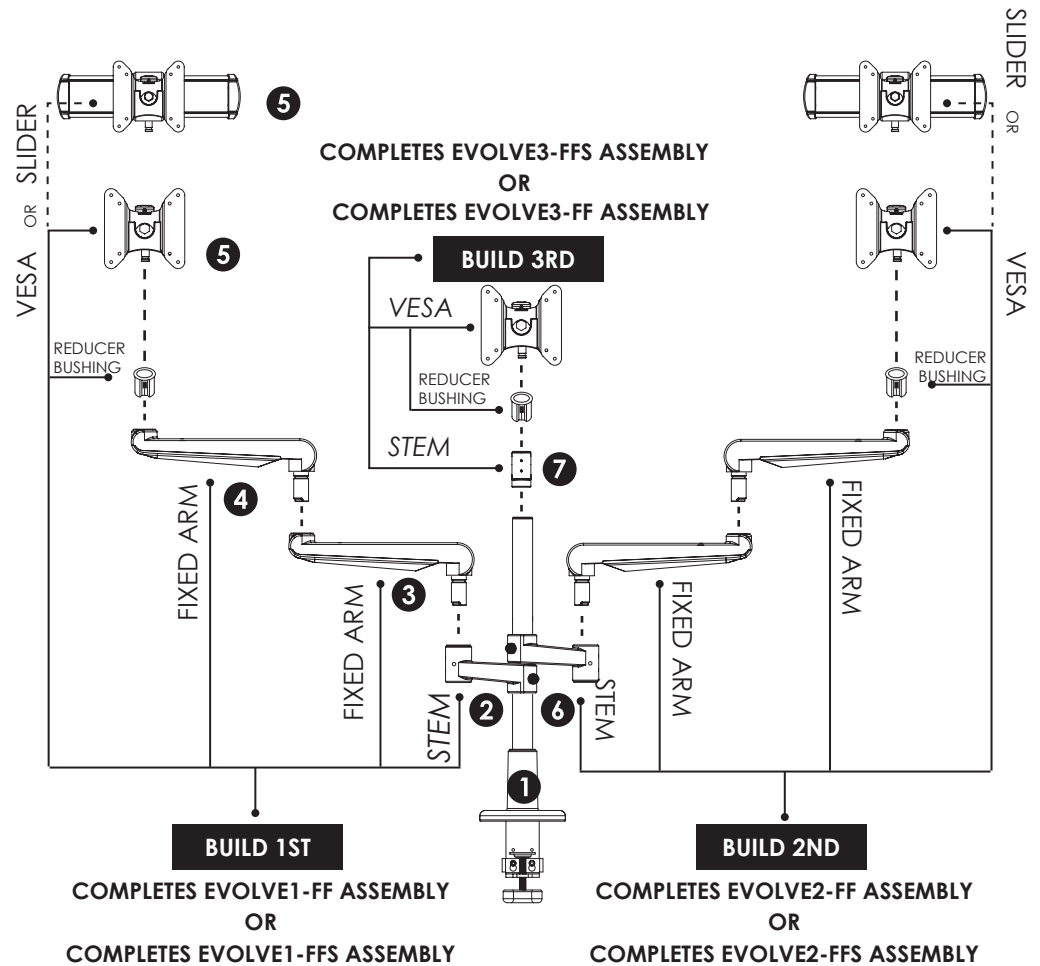 SLIDER OR
VESA
VESA OR SLIDER
5
COMPLETES EVOLVE3-FFS ASSEMBLY
OR
COMPLETES EVOLVE3-FF ASSEMBLY
5
BUILD 3RD
VESA
REDUCER
BUSHING
REDUCER
BUSHING
REDUCER
BUSHING
STEM
7
4
FIXED ARM
FIXED ARM
3
FIXED ARM
FIXED ARM
STEM
2
6
STEM
1
BUILD 1ST
BUILD 2ND
COMPLETES EVOLVE1-FF ASSEMBLY
OR
COMPLETES EVOLVE1-FFS ASSEMBLY
COMPLETES EVOLVE2-FF ASSEMBLY
OR
COMPLETES EVOLVE2-FFS ASSEMBLY